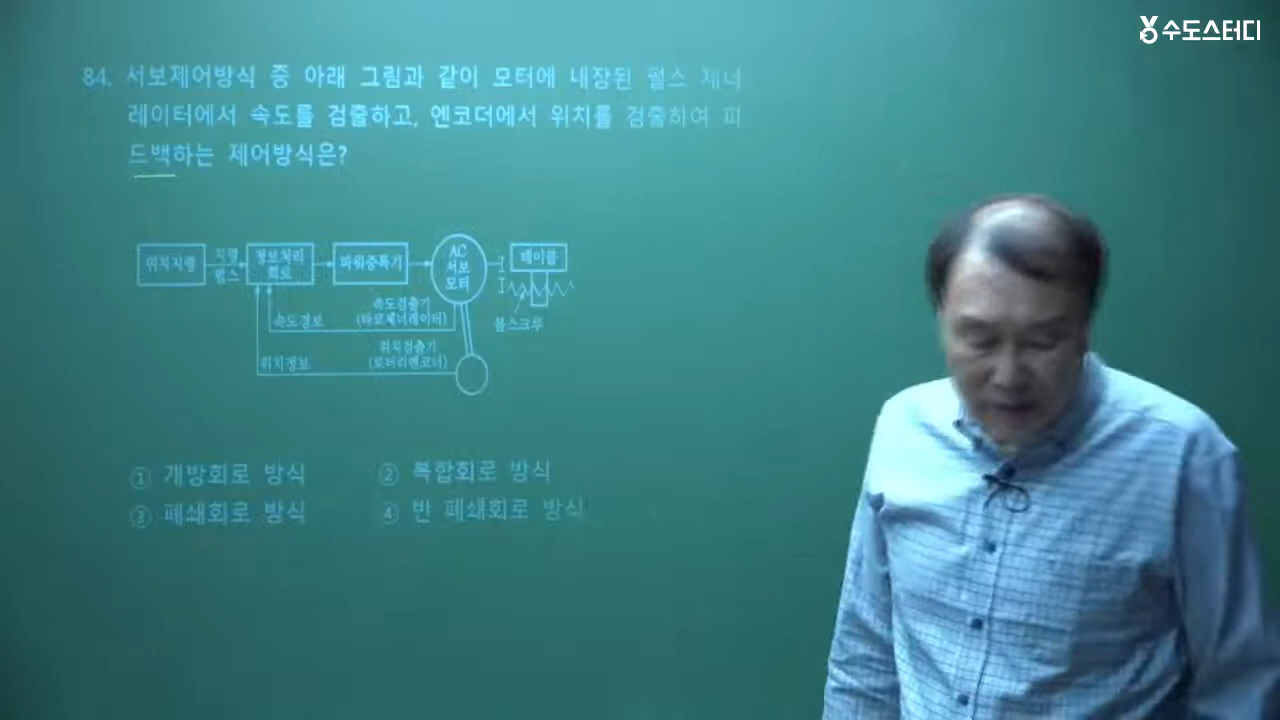 수도스터디
84. 서보제어방식 중 아래 그림과 같이 모터에 내장된 펄스 제너
레이터에서 속도를 검출하고, 엔코더에서 위치를 검출하여 피
드백하는 제어방식은?
위치지령
지령
펄스
정보처리
회로
파워증폭기
AC
서보
모터
테이블
볼스크루
속도검출기
(타코제너레이터)
속도정보
위치검출기
(로터리엔코더)
위치정보
① 개방회로 방식
② 복합회로 방식
③ 폐쇄회로 방식
④ 반 폐쇄회로 방식